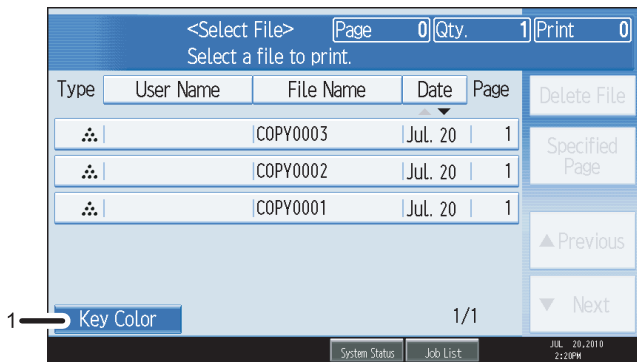 <Select File> Page 0 Qty. 1 Print 0
Select a file to print.
Type User Name File Name Date Page Delete File
COPY0003 Jul. 20 1
Specified
Page
COPY0002 Jul. 20 1
COPY0001 Jul. 20 1
▲ Previous
1 Key Color 1/1 ▼ Next
System Status Job List JUL 20,2010
2:20PM